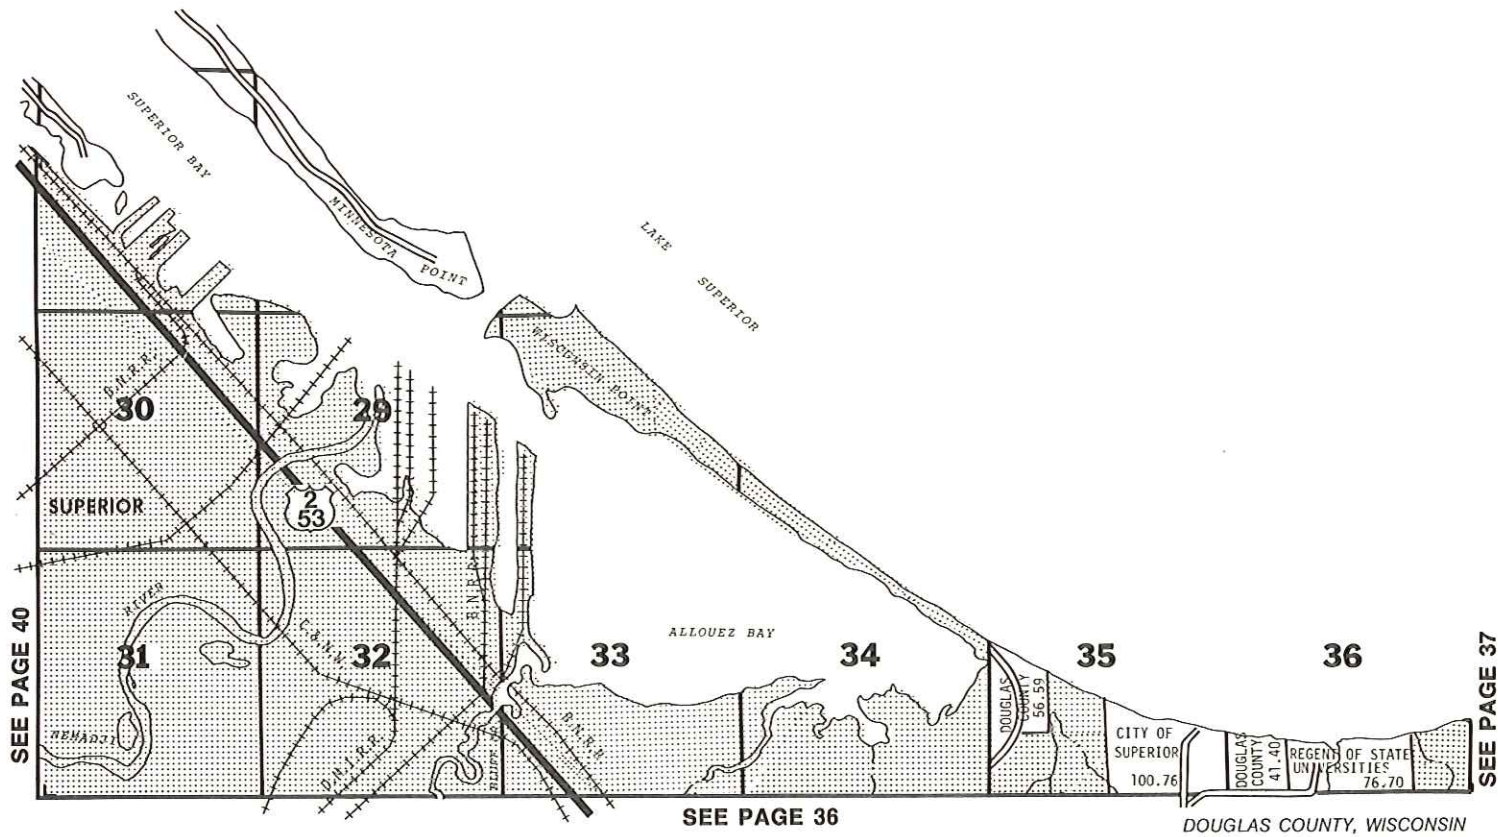 SUPERIOR BAY
MINNESOTA
POINT
LAKE
SUPERIOR
WISCONSIN POINT
30
29
SUPERIOR
2
53
B.N.R.R.
RIVER
C.&N.W.
31
32
33
ALLOUEZ BAY
34
35
36
NEMADJI
D.M.I.R.R.
B.N.R.R
DOUGLAS
COUNTY
56.59
CITY OF
SUPERIOR
100.76
DOUGLAS
COUNTY
41.40
REGENT OF STATE
UNIVERSITIES
76.70
SEE PAGE 40
SEE PAGE 37
SEE PAGE 36
DOUGLAS COUNTY, WISCONSIN